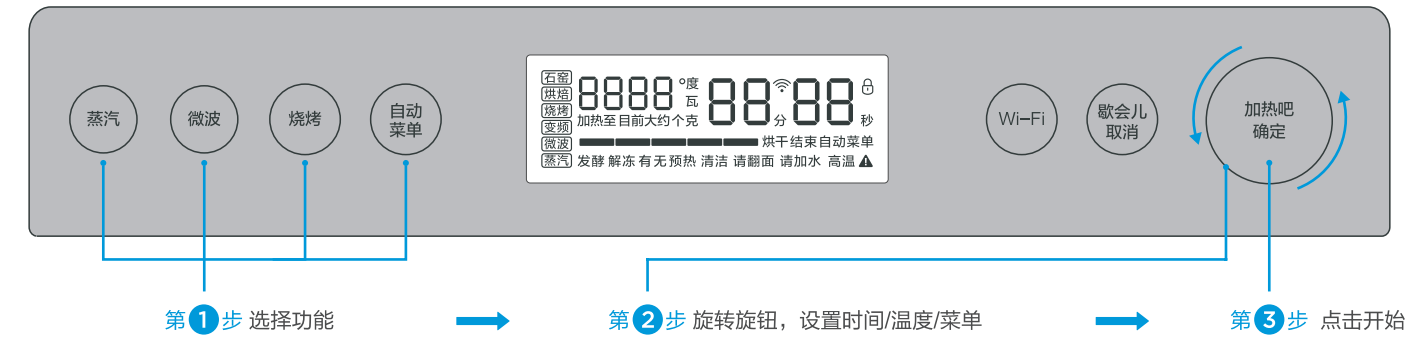 蒸汽
微波
烧烤
自动
菜单
石窑
烘焙
烧烤
变频
微波
蒸汽
88:88 °度
瓦
88:88
分
秒
加热至目前大约个克
烘干结束自动菜单
发酵 解冻 有无预热 清洁 请翻面 请加水 高温
Wi-Fi
歇会儿
取消
加热吧
确定
第1步 选择功能
第2步 旋转旋钮，设置时间/温度/菜单
第3步 点击开始